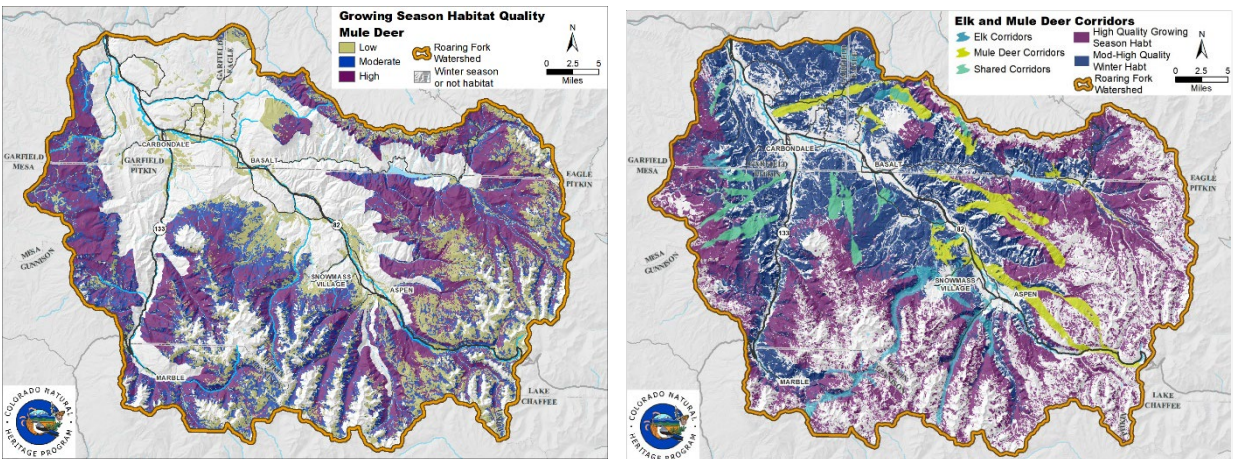 Growing Season Habitat Quality
Mule Deer
Low
Moderate
High
Roaring Fork
Watershed
Winter season
or not habitat
N
0 2.5 5
Miles
GARFIELD
EAGLE
CARBONDALE
GARFIELD
MESA
GARFIELD
PITKIN
BASALT
EAGLE
PITKIN
133
82
MESA
GUNNISON
SNOWMASS
VILLAGE
ASPEN
MARBLE
LAKE
CHAFFEE
COLORADO NATURAL
HERITAGE PROGRAM
Elk and Mule Deer Corridors
Elk Corridors
Mule Deer Corridors
Shared Corridors
High Quality Growing
Season Habt
Mod-High Quality
Winter Habt
Roaring Fork
Watershed
N
0 2.5 5
Miles
CARBONDALE
GARFIELD
MESA
BASALT
EAGLE
PITKIN
133
82
MESA
GUNNISON
SNOWMASS
VILLAGE
ASPEN
MARBLE
LAKE
CHAFFEE
COLORADO NATURAL
HERITAGE PROGRAM